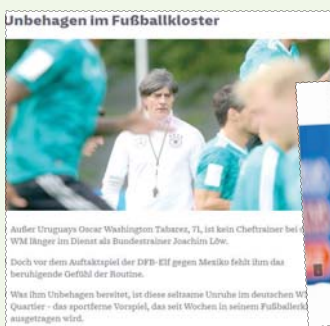 Unbehagen im Fußballkloster
Außer Uruguays Oscar Washington Tabarez, 71, ist kein Cheftrainer bei
WM länger im Dienst als Bundestrainer Joachim Löw.
Doch vor dem Auftaktspiel der DFB-Elf gegen Mexiko fehlt ihm das
beruhigende Gefühl der Routine.
Was ihm Unbehagen bereitet, ist diese seltsame Unruhe im deutschen
Quartier - das sportferne Vorspiel, das seit Wochen in seinem
ausgetragen wird.